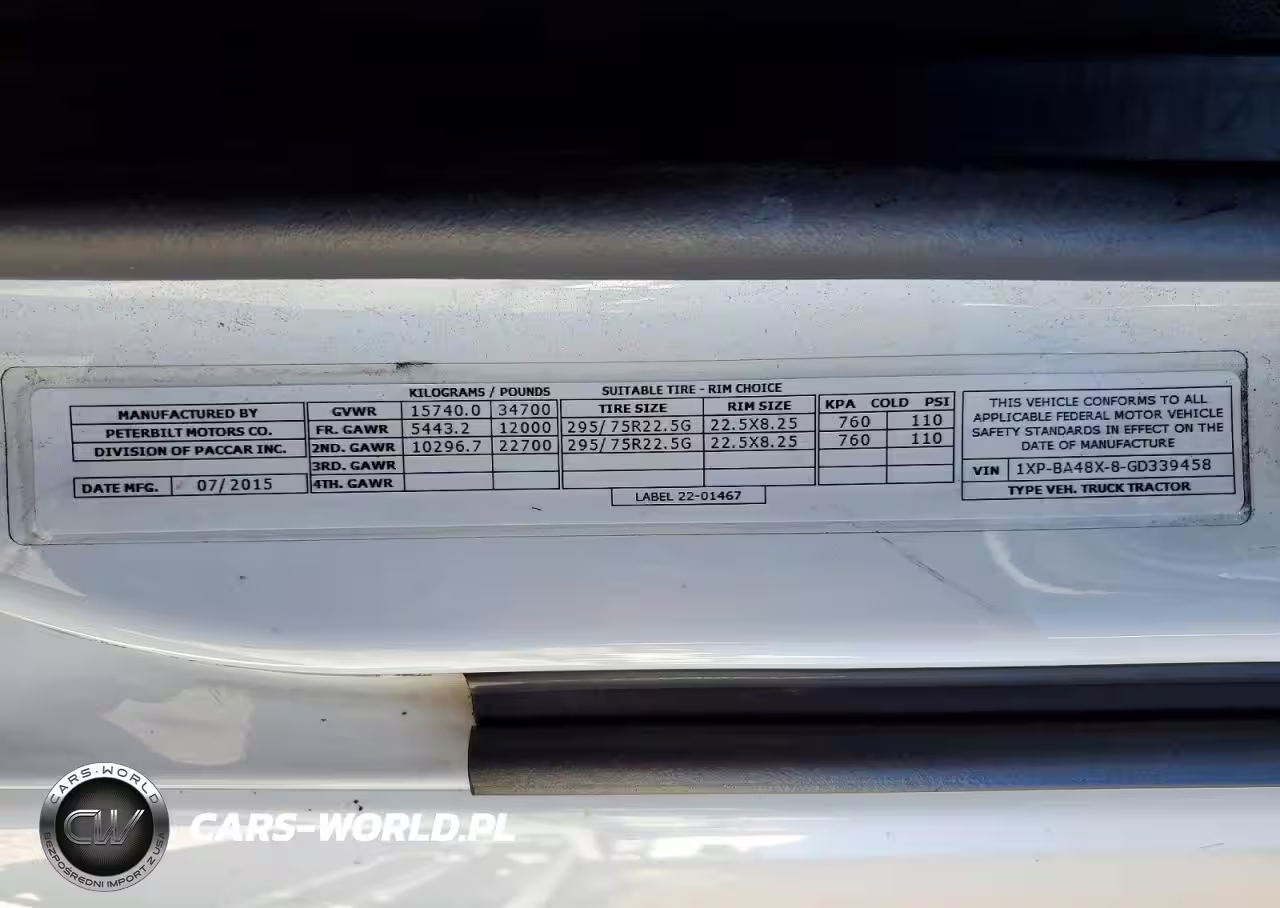 KILOGRAMS / POUNDS SUITABLE TIRE - RIM CHOICE
MANUFACTURED BY
PETERBILT MOTORS CO.
DIVISION OF PACCAR INC.
DATE MFG. 07/2015
GVWR 15740.0 34700
FR. GAWR 5443.2 12000
2ND. GAWR 10296.7 22700
3RD. GAWR
4TH. GAWR
TIRE SIZE RIM SIZE
295/75R22.5G 22.5X8.25
295/75R22.5G 22.5X8.25
KPA COLD PSI
760 110
760 110
LABEL 22-01467
THIS VEHICLE CONFORMS TO ALL
APPLICABLE FEDERAL MOTOR VEHICLE
SAFETY STANDARDS IN EFFECT ON THE
DATE OF MANUFACTURE
VIN 1XP-BA48X-8-GD339458
TYPE VEH. TRUCK TRACTOR
CARS-WORLD
CW
BEZPOŚREDNI IMPORT Z USA
CARS-WORLD.PL